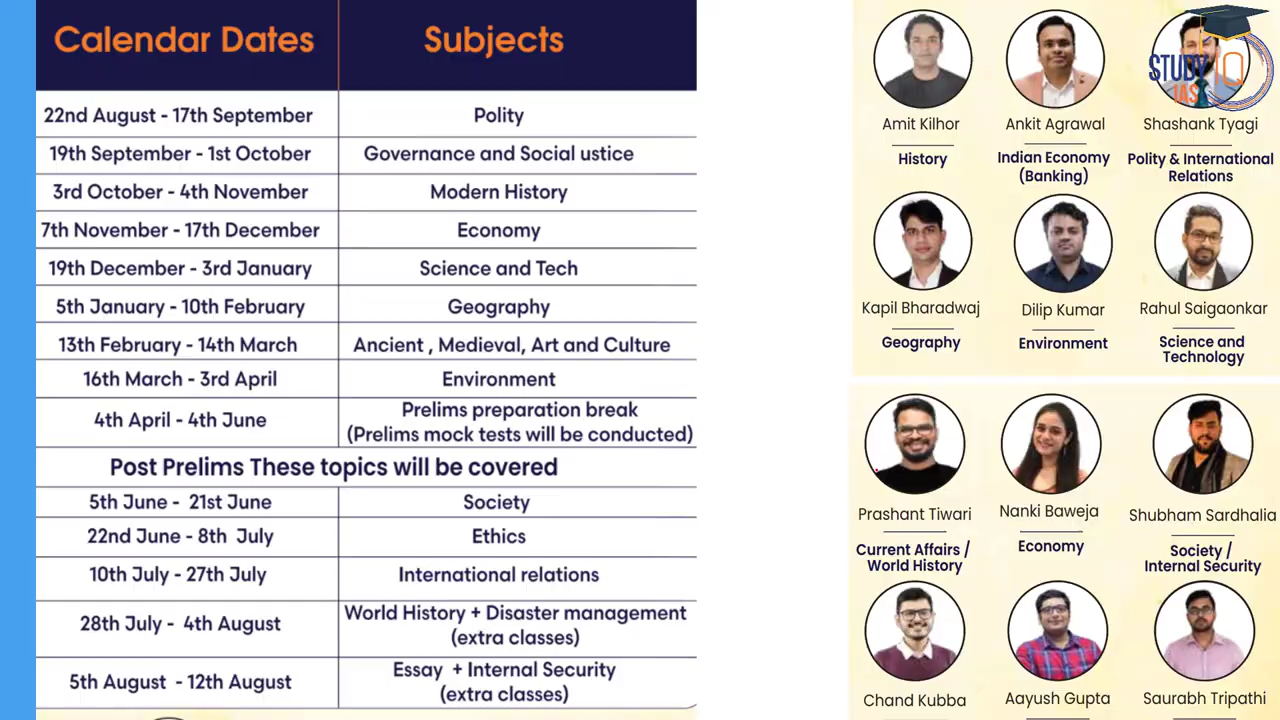 Calendar Dates Subjects
22nd August - 17th September Polity
19th September - 1st October Governance and Social ustice
3rd October - 4th November Modern History
7th November - 17th December Economy
19th December - 3rd January Science and Tech
5th January - 10th February Geography
13th February - 14th March Ancient , Medieval, Art and Culture
16th March - 3rd April Environment
4th April - 4th June Prelims preparation break
(Prelims mock tests will be conducted)
Post Prelims These topics will be covered
5th June - 21st June Society
22nd June - 8th July Ethics
10th July - 27th July International relations
28th July - 4th August World History + Disaster management
(extra classes)
5th August - 12th August Essay + Internal Security
(extra classes)
STUDY IQ
IAS
Amit Kilhor
History
Ankit Agrawal
Indian Economy
(Banking)
Shashank Tyagi
Polity & International
Relations
Kapil Bharadwaj
Geography
Dilip Kumar
Environment
Rahul Saigaonkar
Science and
Technology
Prashant Tiwari
Current Affairs /
World History
Nanki Baweja
Economy
Shubham Sardhalia
Society /
Internal Security
Chand Kubba
Aayush Gupta
Saurabh Tripathi